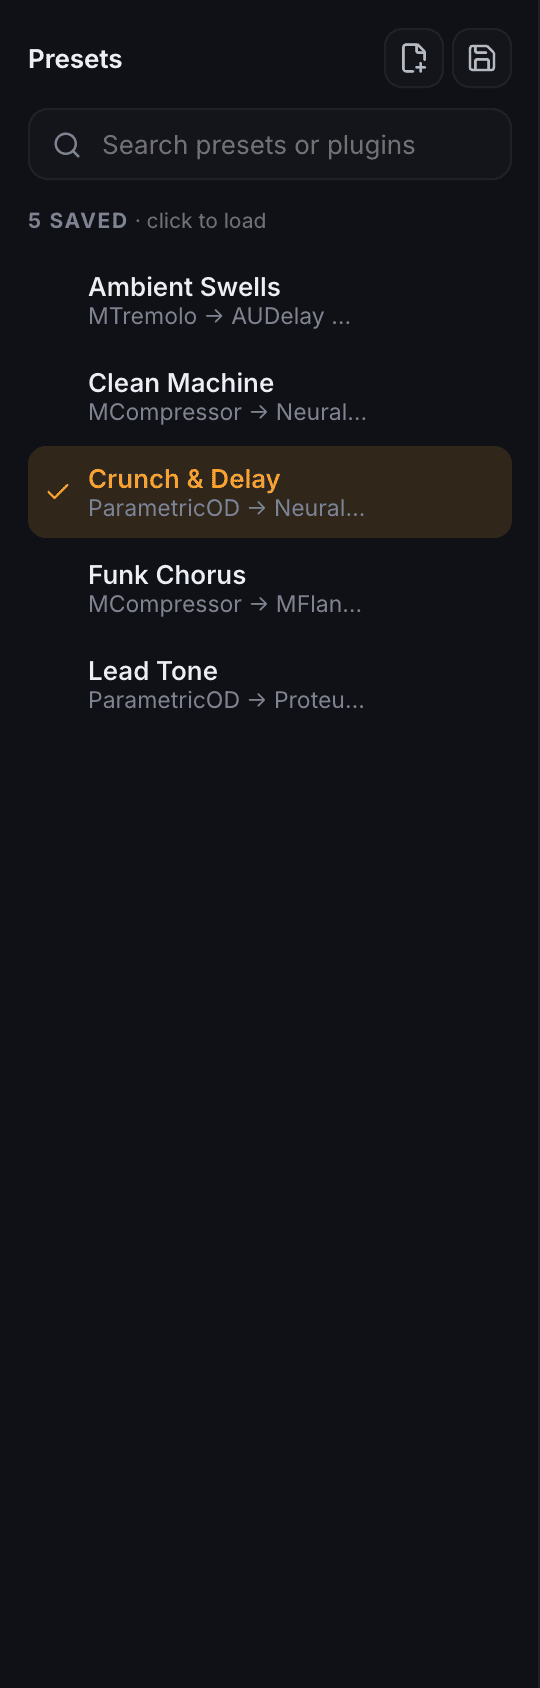 Presets
Search presets or plugins
5 SAVED · click to load
Ambient Swells
MTremolo → AUDelay ...
Clean Machine
MCompressor → Neural...
Crunch & Delay
ParametricOD → Neural...
Funk Chorus
MCompressor → MFlan...
Lead Tone
ParametricOD → Proteu...